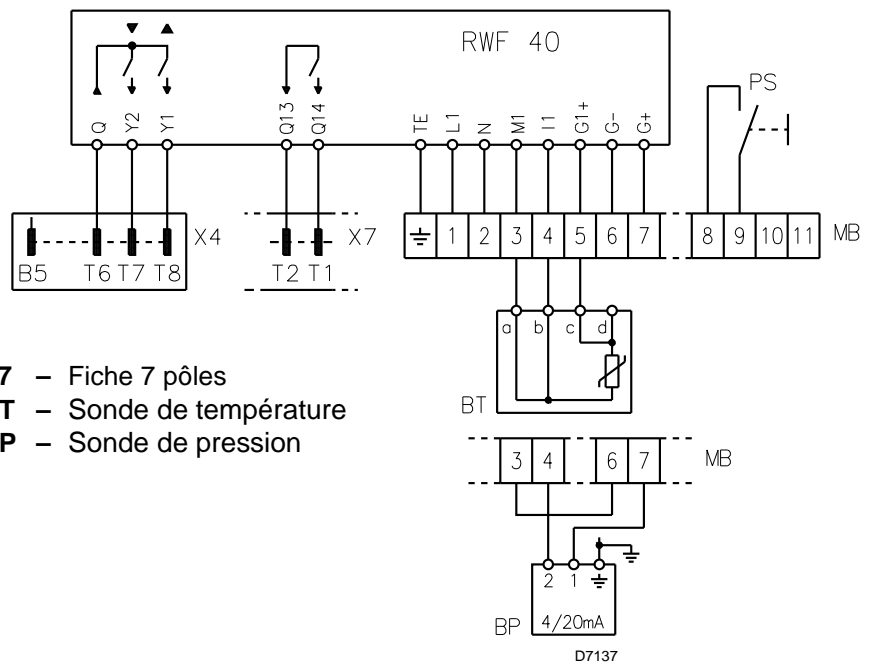 RWF 40
Q Y2 Y1 Q13 Q14 TE L1 N M1 I1 G1+ G- G+
PS
B5 T6 T7 T8 X4
T2 T1 X7
1 2 3 4 5 6 7 8 9 10 11 MB
a b c d
BT
7 – Fiche 7 pôles
T – Sonde de température
P – Sonde de pression
3 4 6 7 MB
2 1
BP 4/20mA
D7137